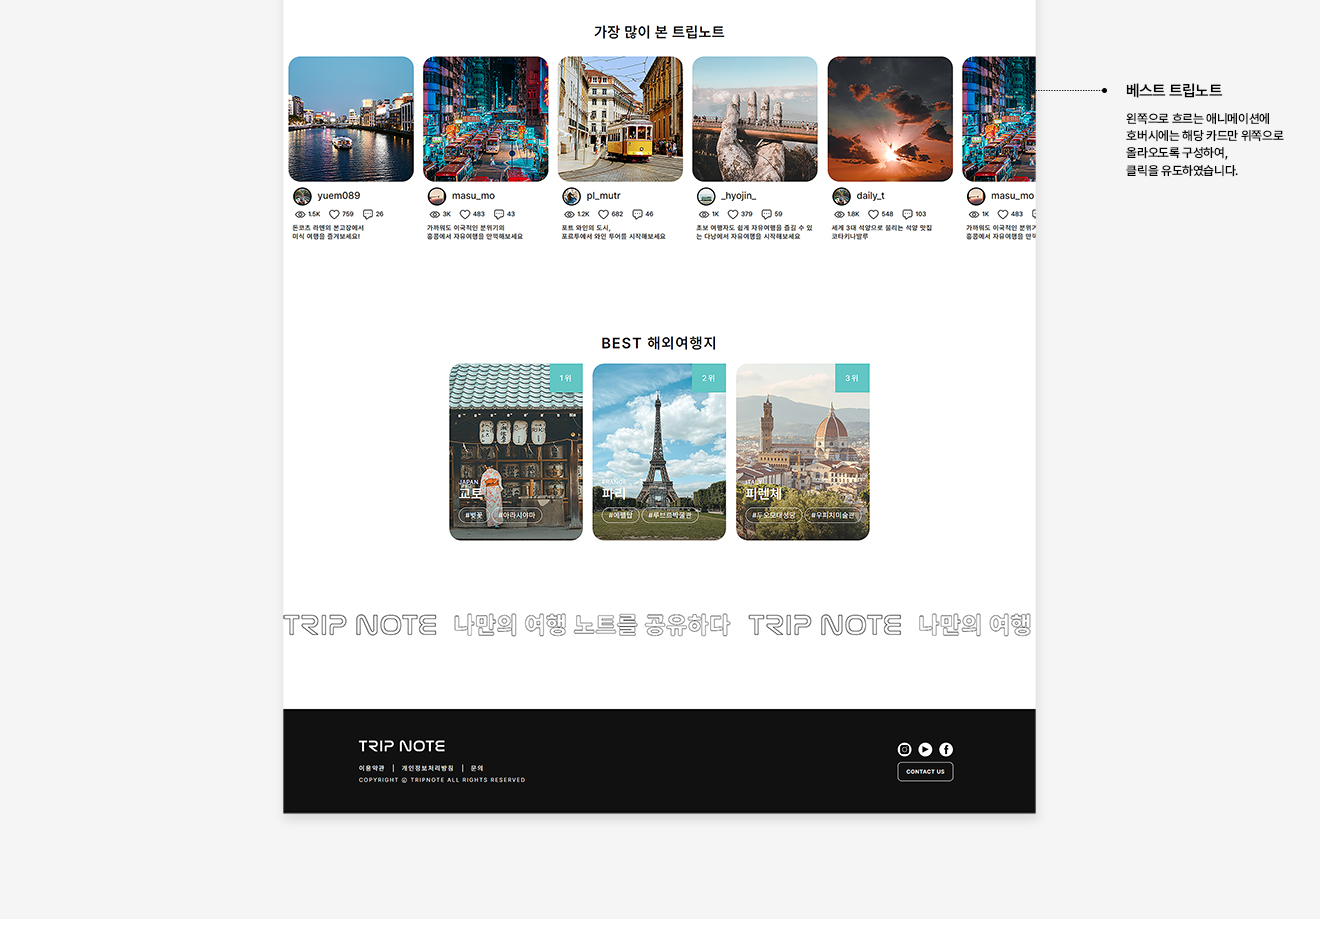 가장 많이 본 트립노트
yuem089
1.5K 759 26
돈코츠 라멘의 본고장에서
미식 여행을 즐겨보세요!
masu_mo
3K 483 43
가까워도 이국적인 분위기의
홍콩에서 자유여행을 만끽해보세요
pl_mutr
1.2K 682 46
포트 와인의 도시,
포르투에서 와인 투어를 시작해보세요
_hyojin_
1K 379 59
초보 여행자도 쉽게 자유여행을 즐길 수 있
는 다낭에서 자유여행을 시작해보세요
daily_t
1.8K 548 103
세계 3대 석양으로 불리는 석양 맛집
코타키나발루
masu_mo
1K 483
가까워도 이국적인 분위기
홍콩에서 자유여행을 만
베스트 트립노트
왼쪽으로 흐르는 애니메이션에
호버시에는 해당 카드만 위쪽으로
올라오도록 구성하여,
클릭을 유도하였습니다.
BEST 해외여행지
1위
JAPAN
교토
#벚꽃 #아라시야마
2위
FRANCE
파리
#에펠탑 #루브르박물관
3위
ITALY
피렌체
#두오모대성당 #우피치미술관
TRIP NOTE 나만의 여행 노트를 공유하다 TRIP NOTE 나만의 여행
TRIP NOTE
이용약관 | 개인정보처리방침 | 문의
COPYRIGHT ⓒ TRIPNOTE ALL RIGHTS RESERVED
CONTACT US